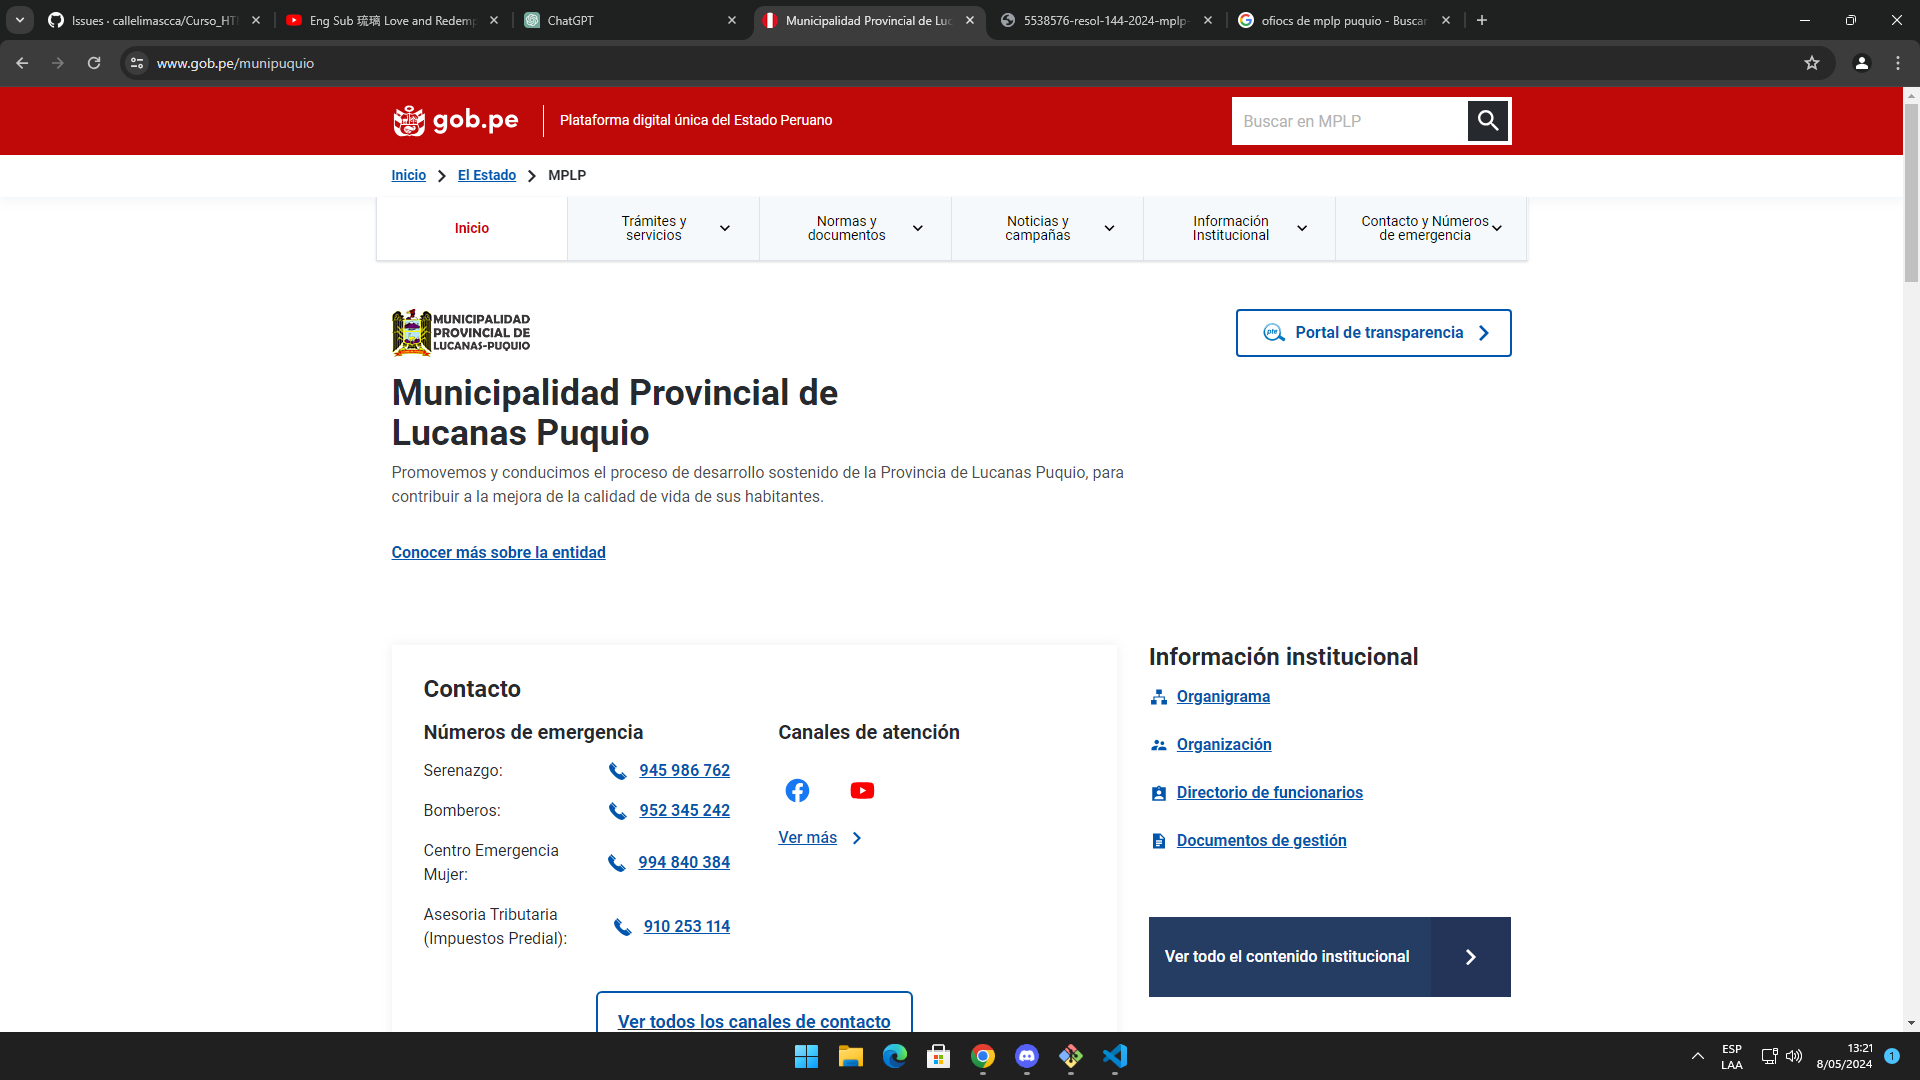 Issues · callelimascca/Curso_HT
Eng Sub 琉璃 Love and Redemp
ChatGPT
Municipalidad Provincial de Luc
5538576-resol-144-2024-mplp-
ofiocs de mplp puquio - Buscar
www.gob.pe/munipuquio
gob.pe
Plataforma digital única del Estado Peruano
Buscar en MPLP
Inicio
El Estado
MPLP
Inicio
Trámites y
servicios
Normas y
documentos
Noticias y
campañas
Información
Institucional
Contacto y Números
de emergencia
MUNICIPALIDAD
PROVINCIAL DE
LUCANAS-PUQUIO
pte
Portal de transparencia
Municipalidad Provincial de
Lucanas Puquio
Promovemos y conducimos el proceso de desarrollo sostenido de la Provincia de Lucanas Puquio, para
contribuir a la mejora de la calidad de vida de sus habitantes.
Conocer más sobre la entidad
Contacto
Números de emergencia
Serenazgo:
945 986 762
Bomberos:
952 345 242
Centro Emergencia
Mujer:
994 840 384
Asesoria Tributaria
(Impuestos Predial):
910 253 114
Canales de atención
Ver más
Ver todos los canales de contacto
Información institucional
Organigrama
Organización
Directorio de funcionarios
Documentos de gestión
Ver todo el contenido institucional
ESP
LAA
13:21
8/05/2024
1